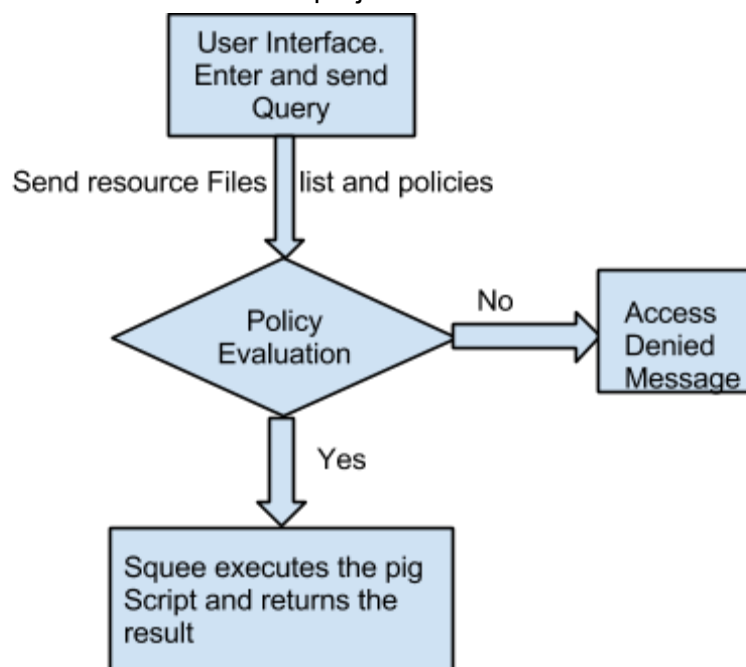 User Interface.
Enter and send
Query
Send resource Files list and policies
Policy
Evaluation
No
Access
Denied
Message
Yes
Squee executes the pig
Script and returns the
result